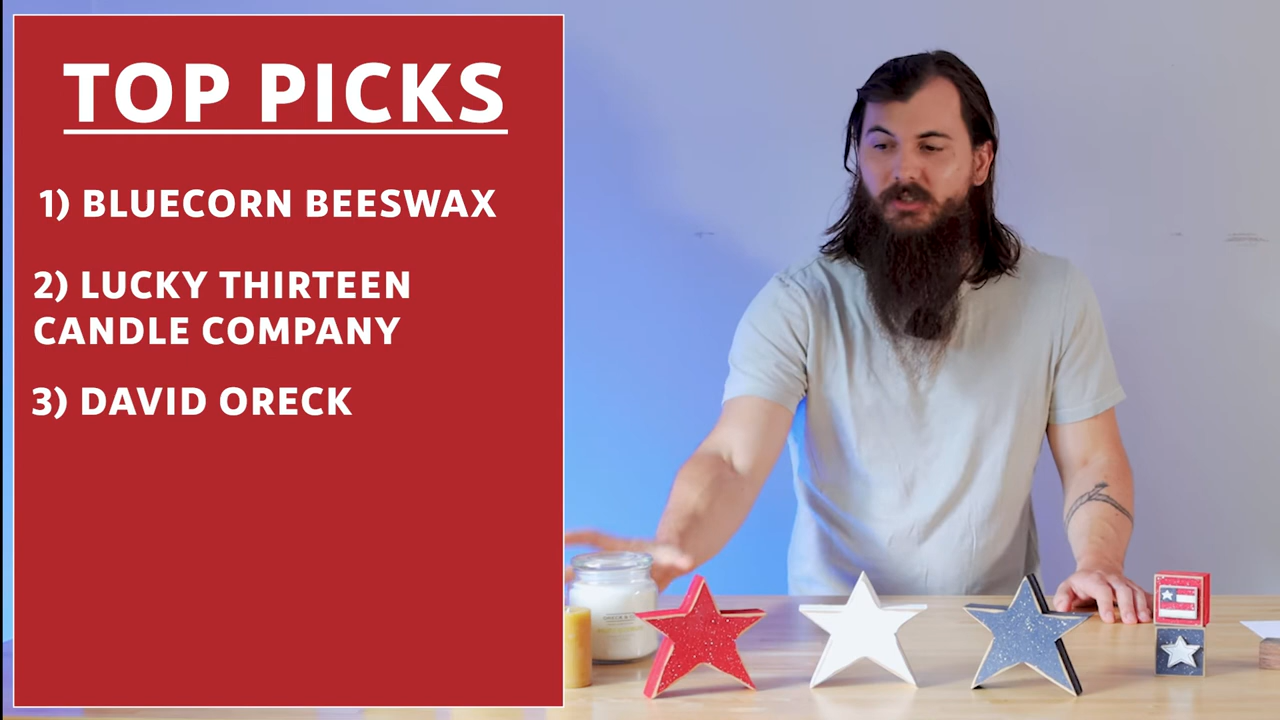 TOP PICKS
1) BLUECORN BEESWAX
2) LUCKY THIRTEEN
CANDLE COMPANY
3) DAVID ORECK